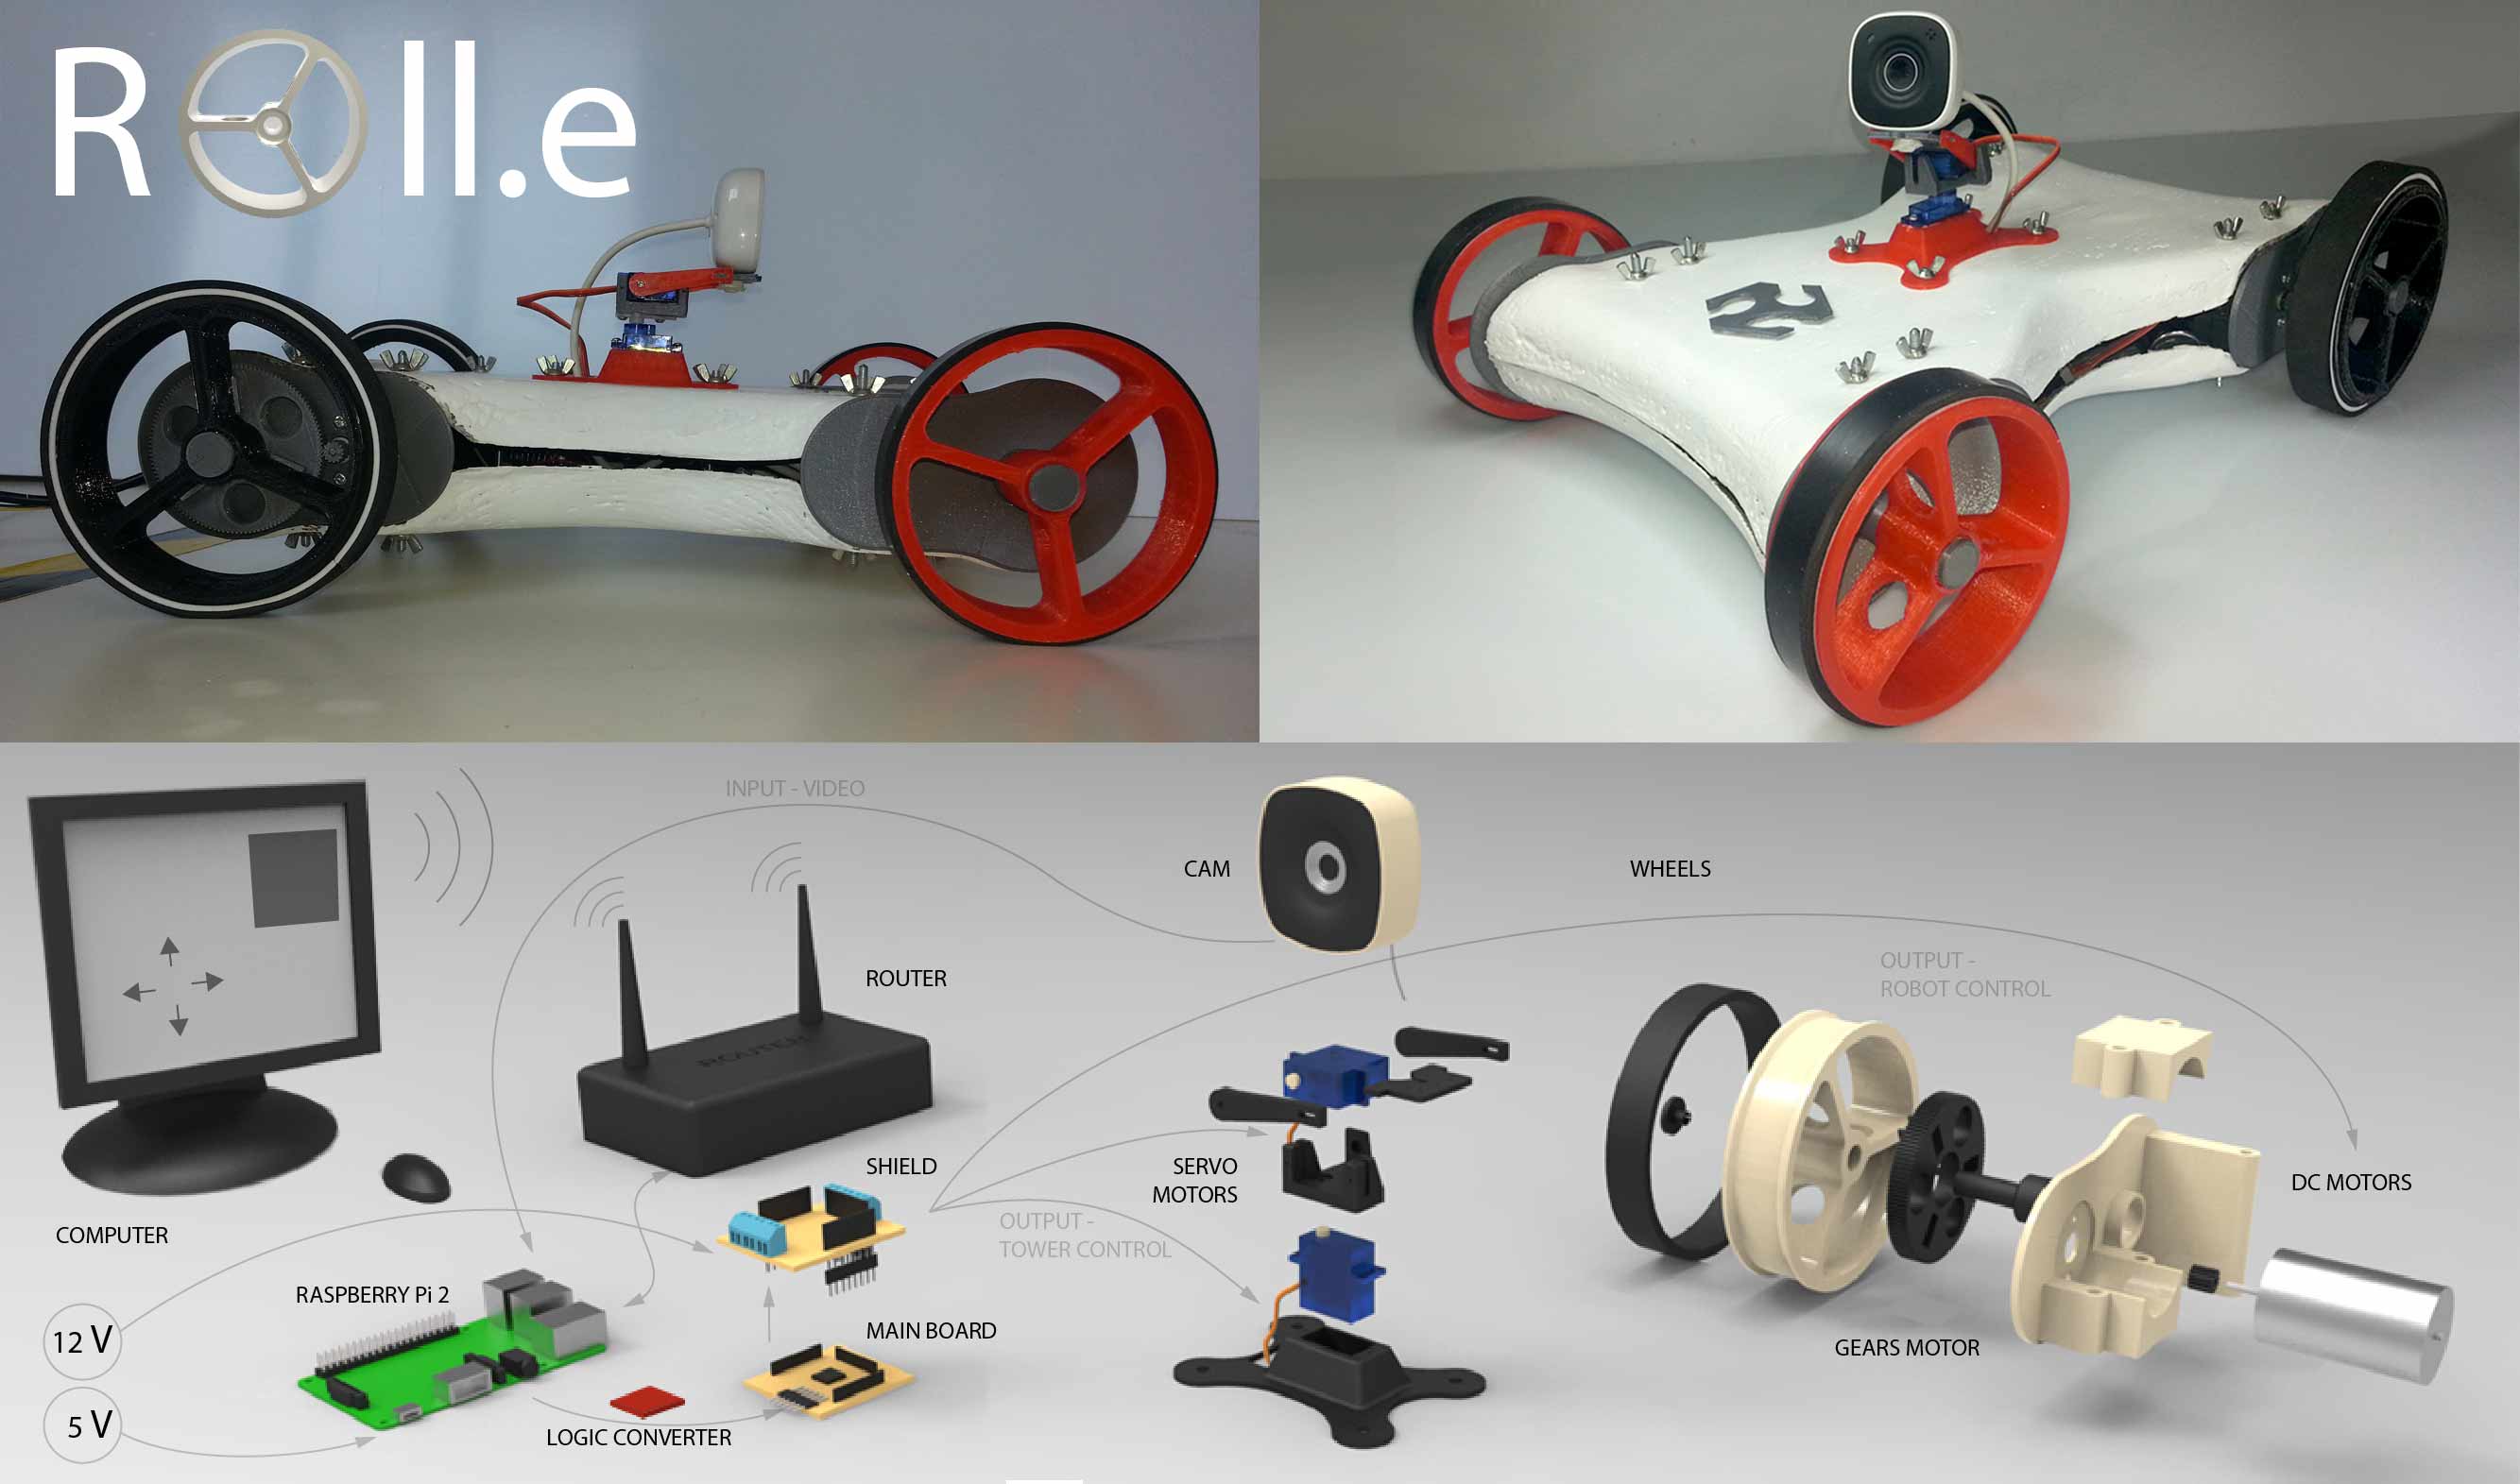 Roll.e
INPUT - VIDEO
CAM
WHEELS
OUTPUT -
ROBOT CONTROL
ROUTER
ROUTER
SHIELD
SERVO
MOTORS
DC MOTORS
OUTPUT -
TOWER CONTROL
COMPUTER
RASPBERRY Pi 2
12 V
MAIN BOARD
GEARS MOTOR
5 V
LOGIC CONVERTER